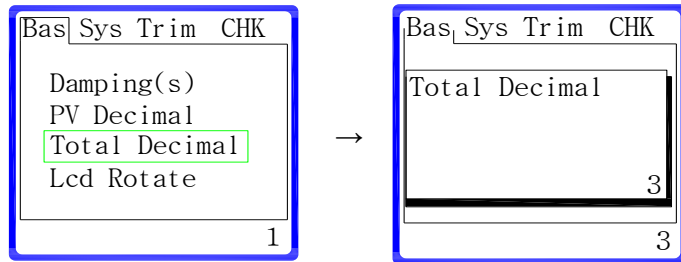 Bas Sys Trim CHK
Damping(s)
PV Decimal
Total Decimal
Lcd Rotate
1
→
Bas Sys Trim CHK
Total Decimal
3
3